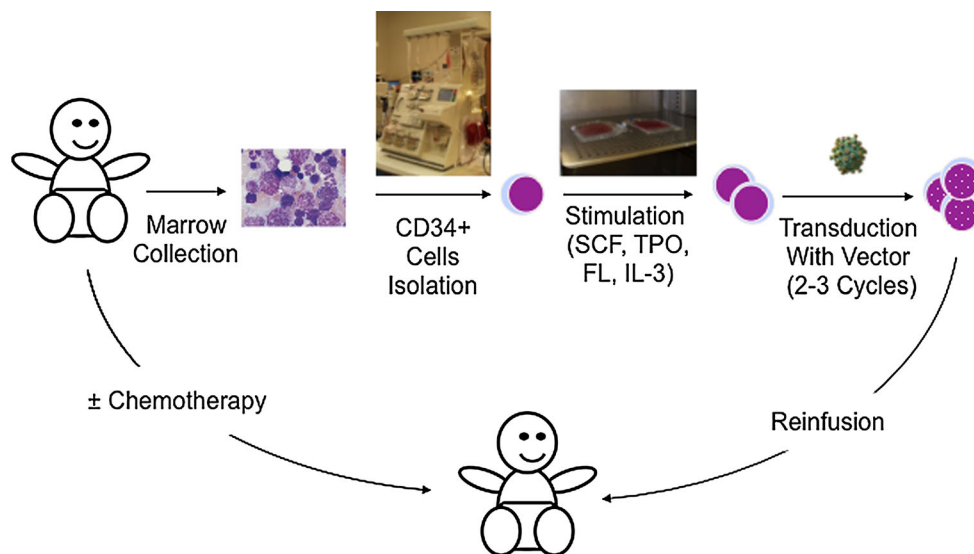 Marrow
Collection
CD34+
Cells
Isolation
Stimulation
(SCF, TPO,
FL, IL-3)
Transduction
With Vector
(2-3 Cycles)
± Chemotherapy
Reinfusion